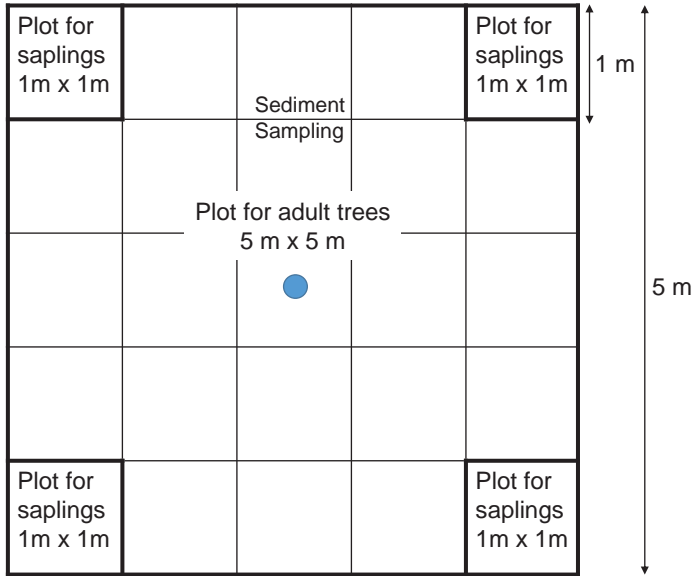 Plot for
saplings
1m x 1m
Plot for
saplings
1m x 1m
1 m
Sediment
Sampling
Plot for adult trees
5 m x 5 m
5 m
Plot for
saplings
1m x 1m
Plot for
saplings
1m x 1m